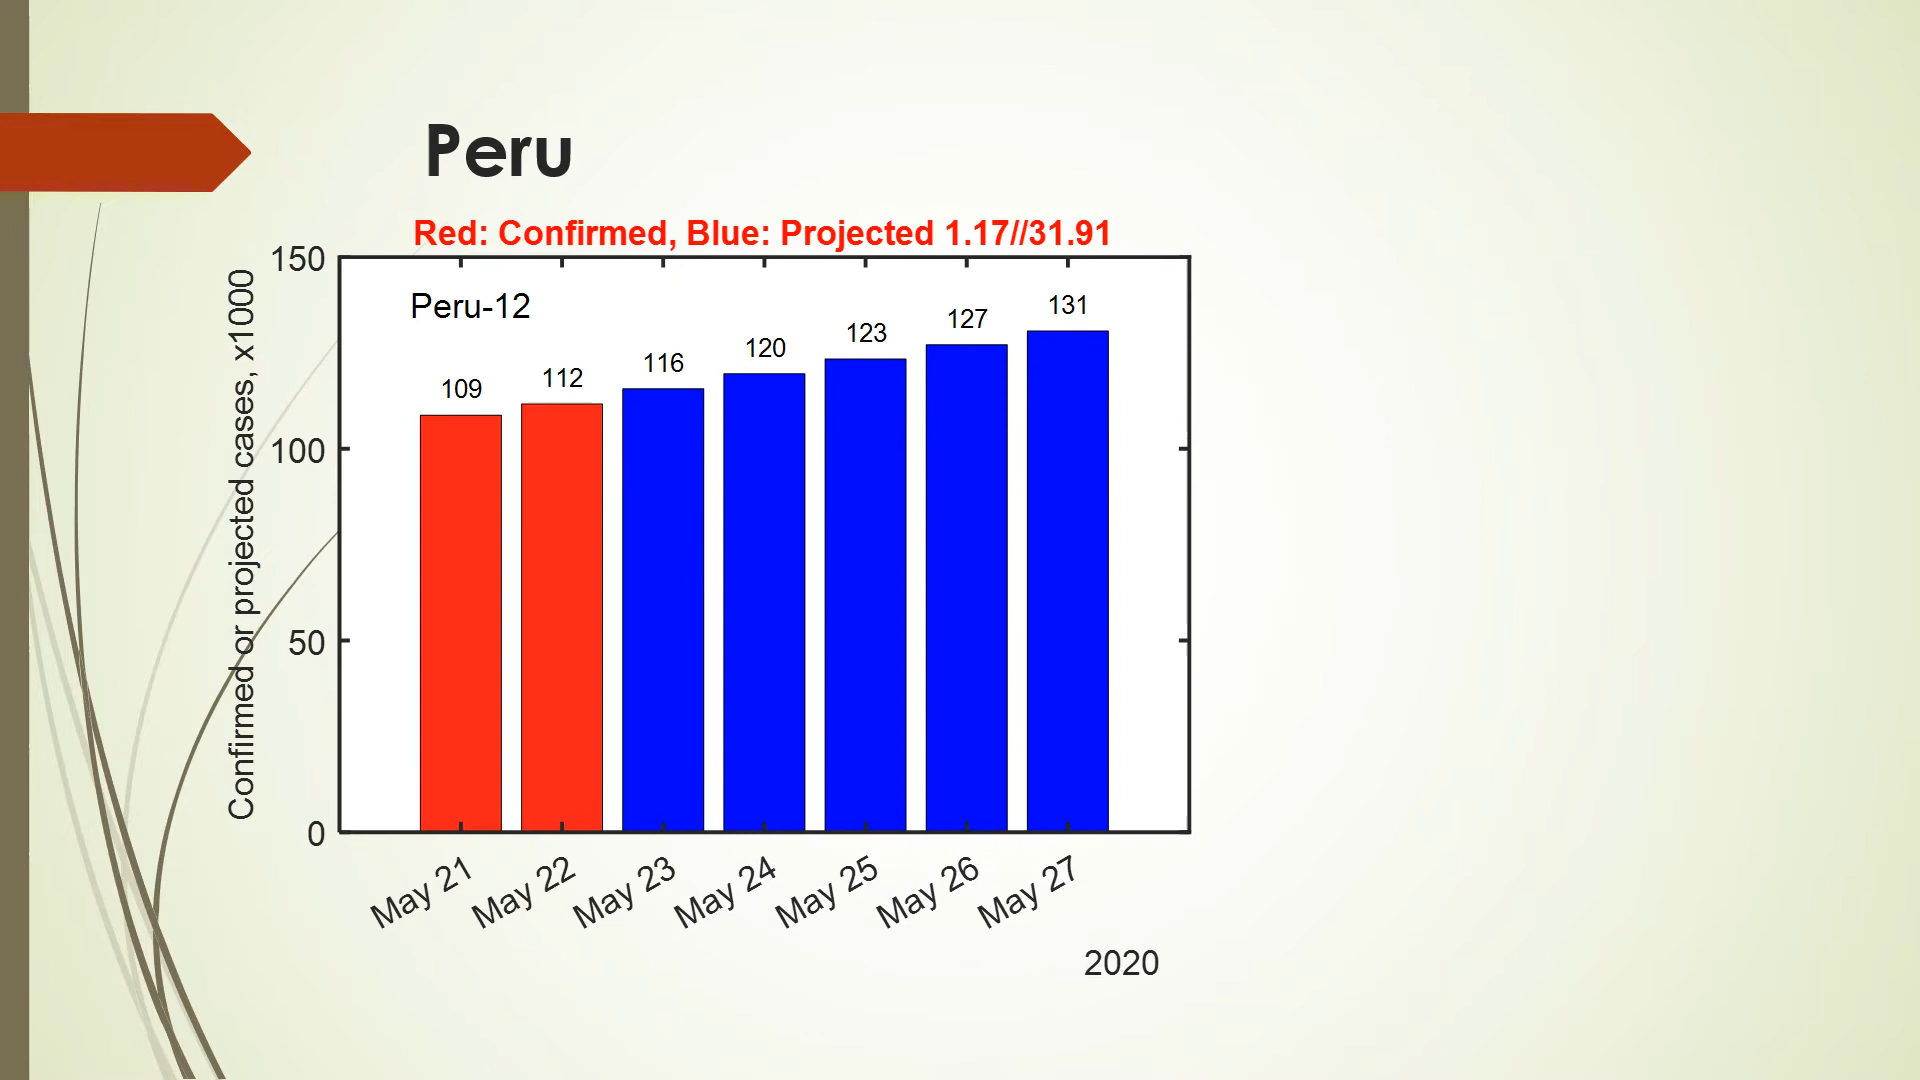 Peru
Red: Confirmed, Blue: Projected 1.17//31.91
Confirmed or projected cases, x1000
150
100
50
0
Peru-12
109
112
116
120
123
127
131
May 21
May 22
May 23
May 24
May 25
May 26
May 27
2020